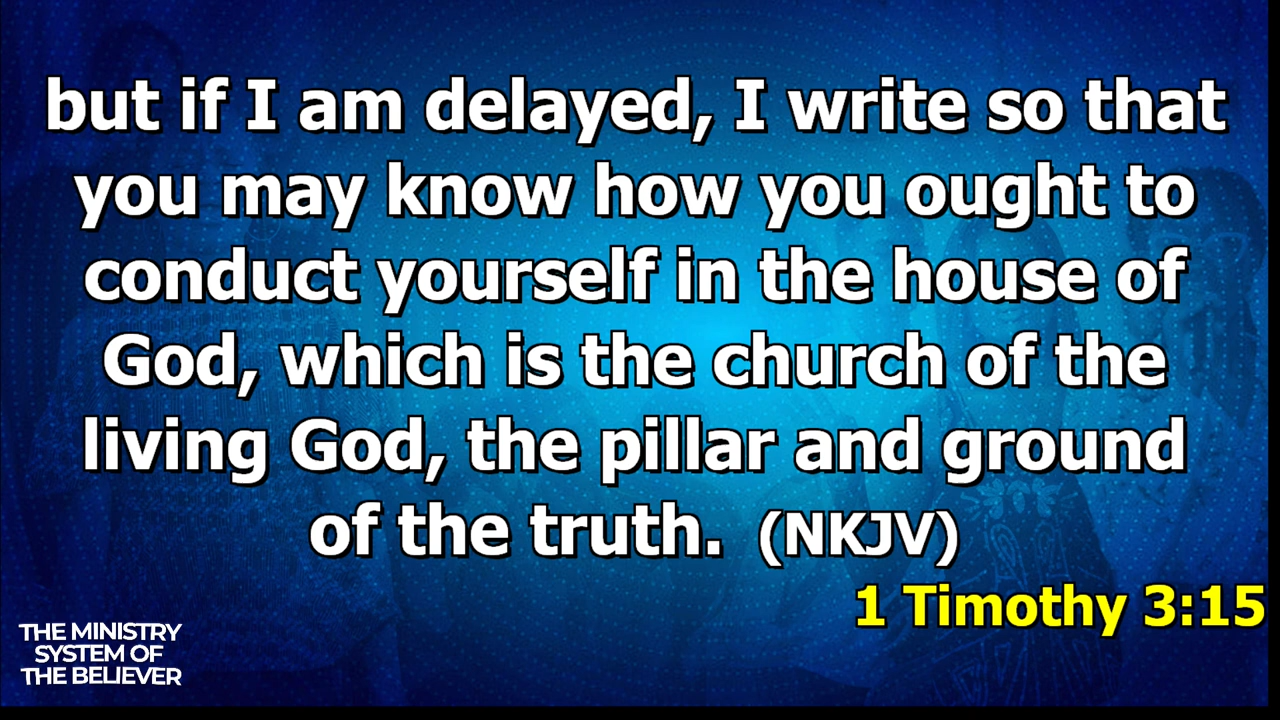 but if I am delayed, I write so that
you may know how you ought to
conduct yourself in the house of
God, which is the church of the
living God, the pillar and ground
of the truth. (NKJV)
1 Timothy 3:15
THE MINISTRY
SYSTEM OF
THE BELIEVER